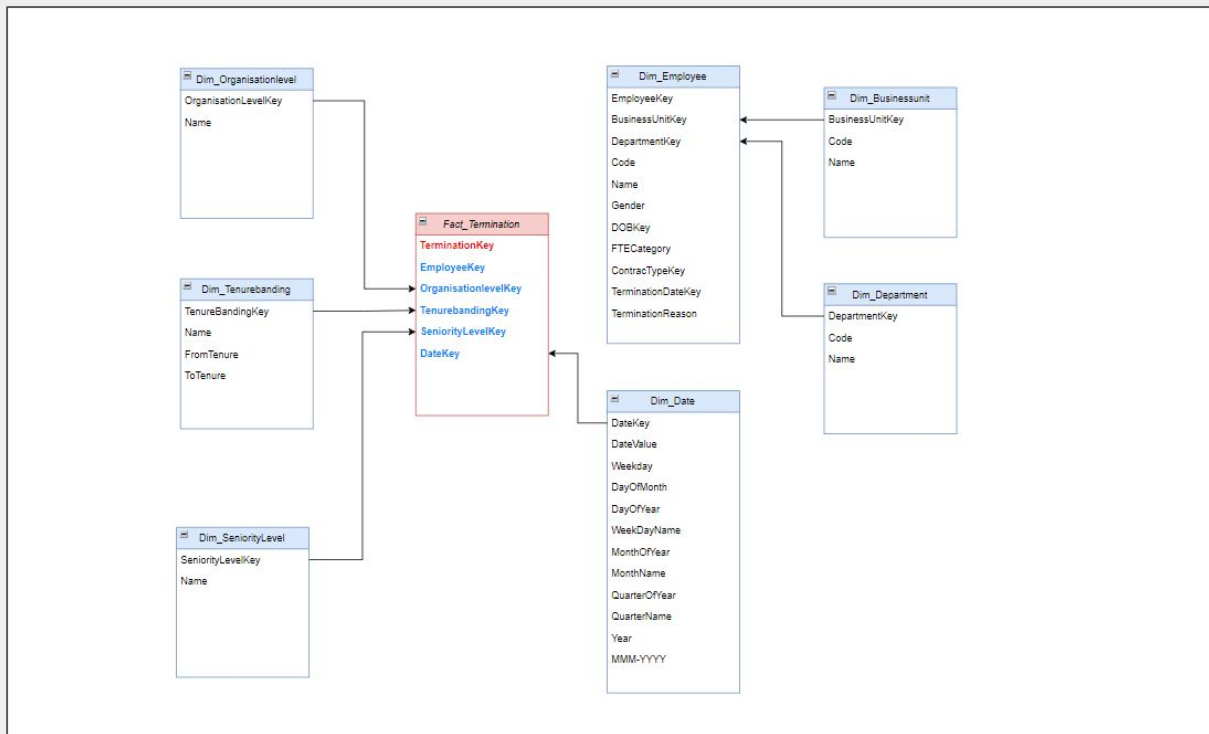 Dim_Organisationlevel
OrganisationLevelKey
Name
Dim_Tenurebanding
TenureBandingKey
Name
FromTenure
ToTenure
Dim_SeniorityLevel
SeniorityLevelKey
Name
Fact_Termination
TerminationKey
EmployeeKey
OrganisationlevelKey
TenurebandingKey
SeniorityLevelKey
DateKey
Dim_Employee
EmployeeKey
BusinessUnitKey
DepartmentKey
Code
Name
Gender
DOBKey
FTECategory
ContracTypeKey
TerminationDateKey
TerminationReason
Dim_Date
DateKey
DateValue
Weekday
DayOfMonth
DayOfYear
WeekDayName
MonthOfYear
MonthName
QuarterOfYear
QuarterName
Year
MMM-YYYY
Dim_Businessunit
BusinessUnitKey
Code
Name
Dim_Department
DepartmentKey
Code
Name